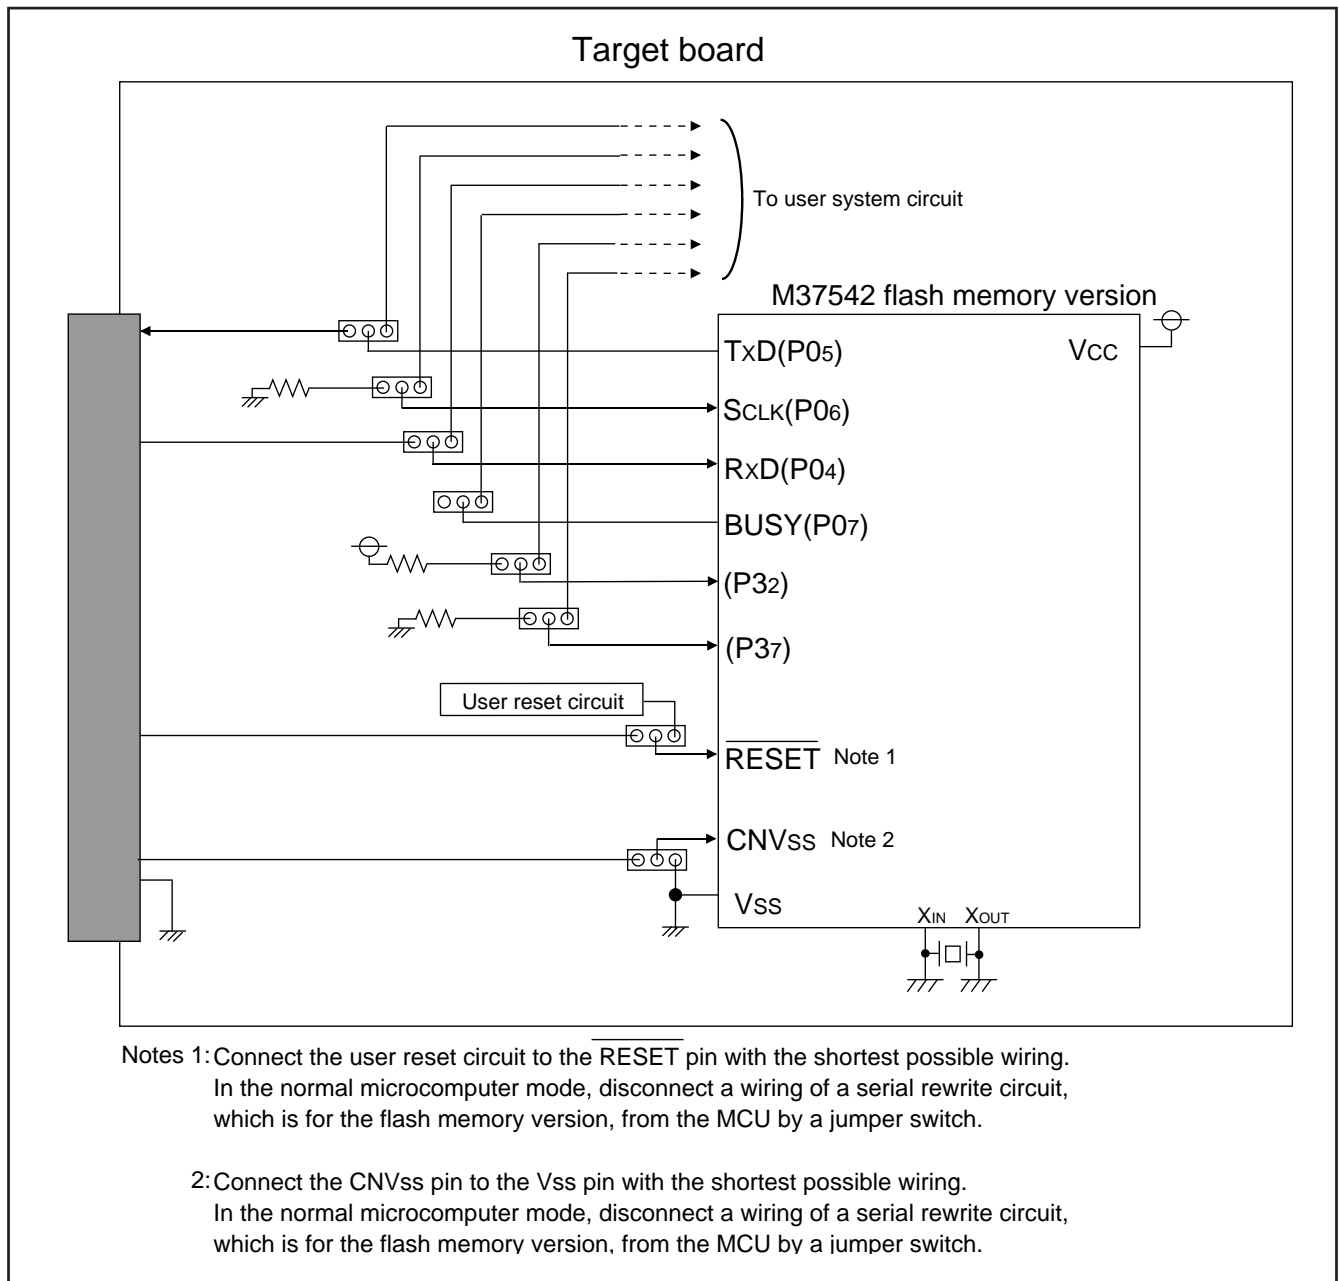 Target board
To user system circuit
M37542 flash memory version
TXD(P05)
VCC
SCLK(P06)
RXD(P04)
BUSY(P07)
(P32)
(P37)
User reset circuit
RESET Note 1
CNVSS Note 2
VSS
XIN XOUT
Notes 1: Connect the user reset circuit to the RESET pin with the shortest possible wiring.
In the normal microcomputer mode, disconnect a wiring of a serial rewrite circuit,
which is for the flash memory version, from the MCU by a jumper switch.
2: Connect the CNVss pin to the Vss pin with the shortest possible wiring.
In the normal microcomputer mode, disconnect a wiring of a serial rewrite circuit,
which is for the flash memory version, from the MCU by a jumper switch.